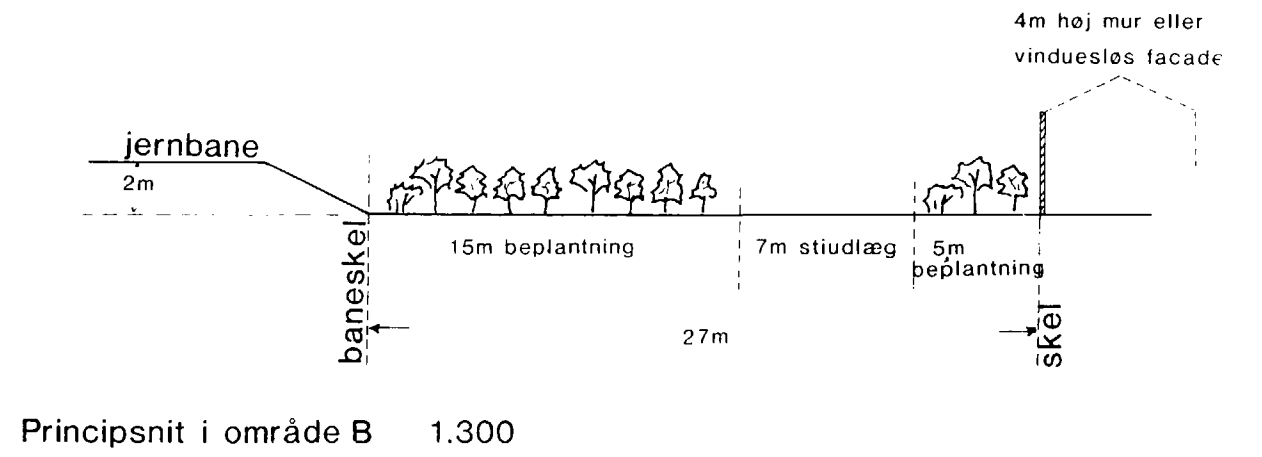 4m høj mur eller
vinduesløs facade
jernbane
2m
15m beplantning
7m stiudlæg
5m
beplantning
baneskel
27m
skel
Principsnit i område B 1.300